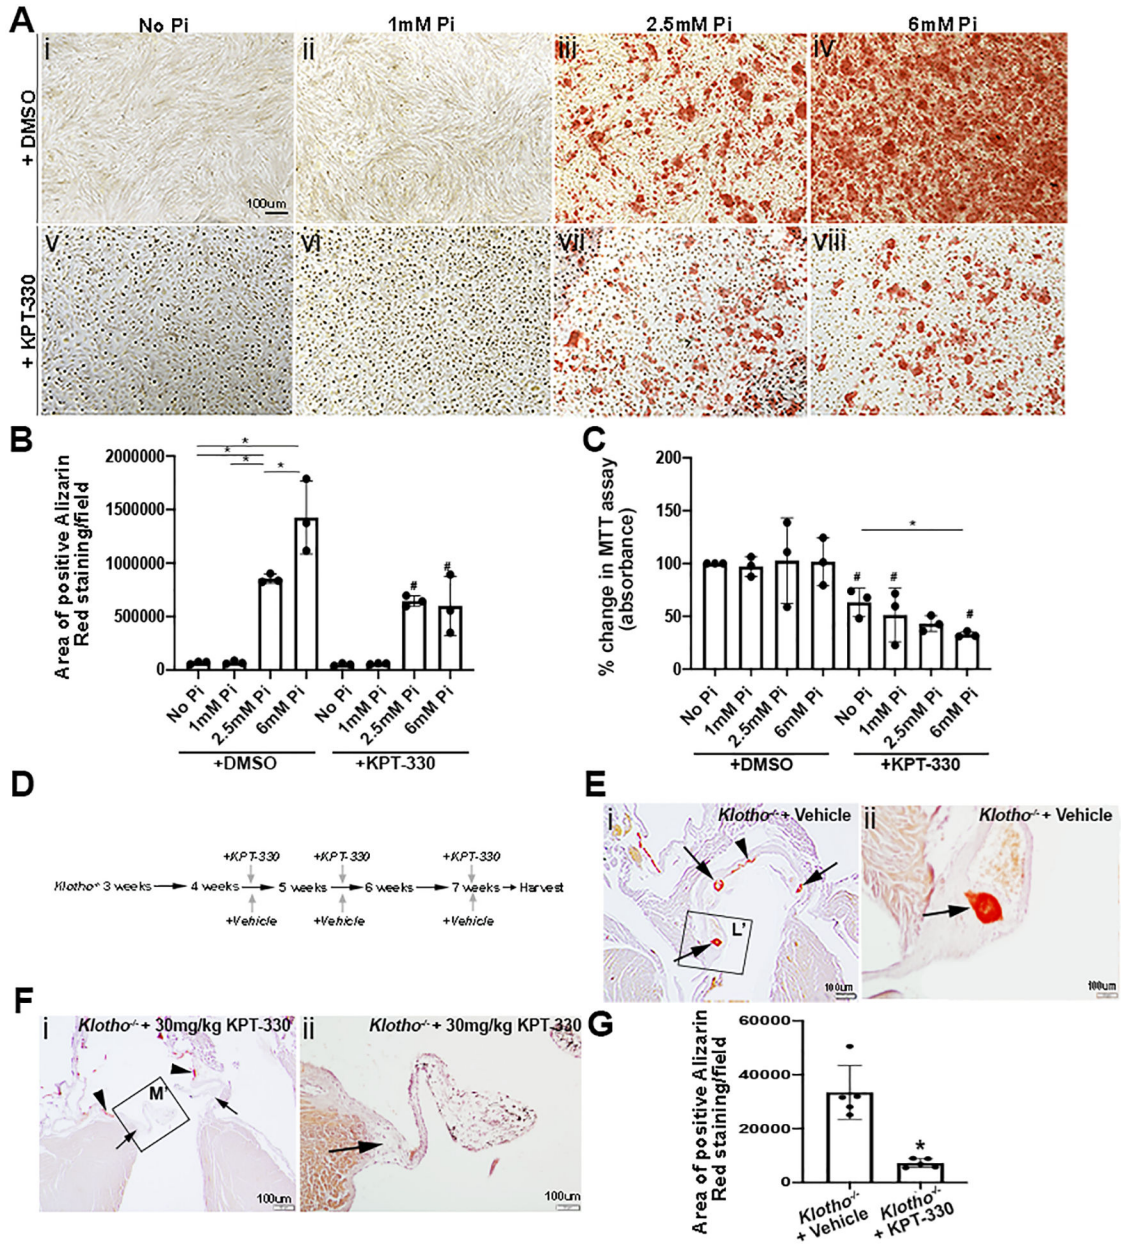 A
No Pi 1mM Pi 2.5mM Pi 6mM Pi
+ DMSO
i ii iii iv
100um
+ KPT-330
v vi vii viii
B
Area of positive Alizarin
Red staining/field
2000000
1500000
1000000
500000
0
* * * *
# #
No Pi 1mM Pi 2.5mM Pi 6mM Pi No Pi 1mM Pi 2.5mM Pi 6mM Pi
+DMSO +KPT-330
C
% change in MTT assay
(absorbance)
200
150
100
50
0
*
# # #
No Pi 1mM Pi 2.5mM Pi 6mM Pi No Pi 1mM Pi 2.5mM Pi 6mM Pi
+DMSO +KPT-330
D
+KPT-330 +KPT-330 +KPT-330
Klotho-/- 3 weeks 4 weeks 5 weeks 6 weeks 7 weeks Harvest
+Vehicle +Vehicle +Vehicle
E
i Klotho-/- + Vehicle
L'
100um
ii Klotho-/- + Vehicle
100um
F
i Klotho-/- + 30mg/kg KPT-330
M'
100um
ii Klotho-/- + 30mg/kg KPT-330
100um
G
Area of positive Alizarin
Red staining/field
60000
40000
20000
0
*
Klotho-/-
+ Vehicle
Klotho-/-
+ KPT-330